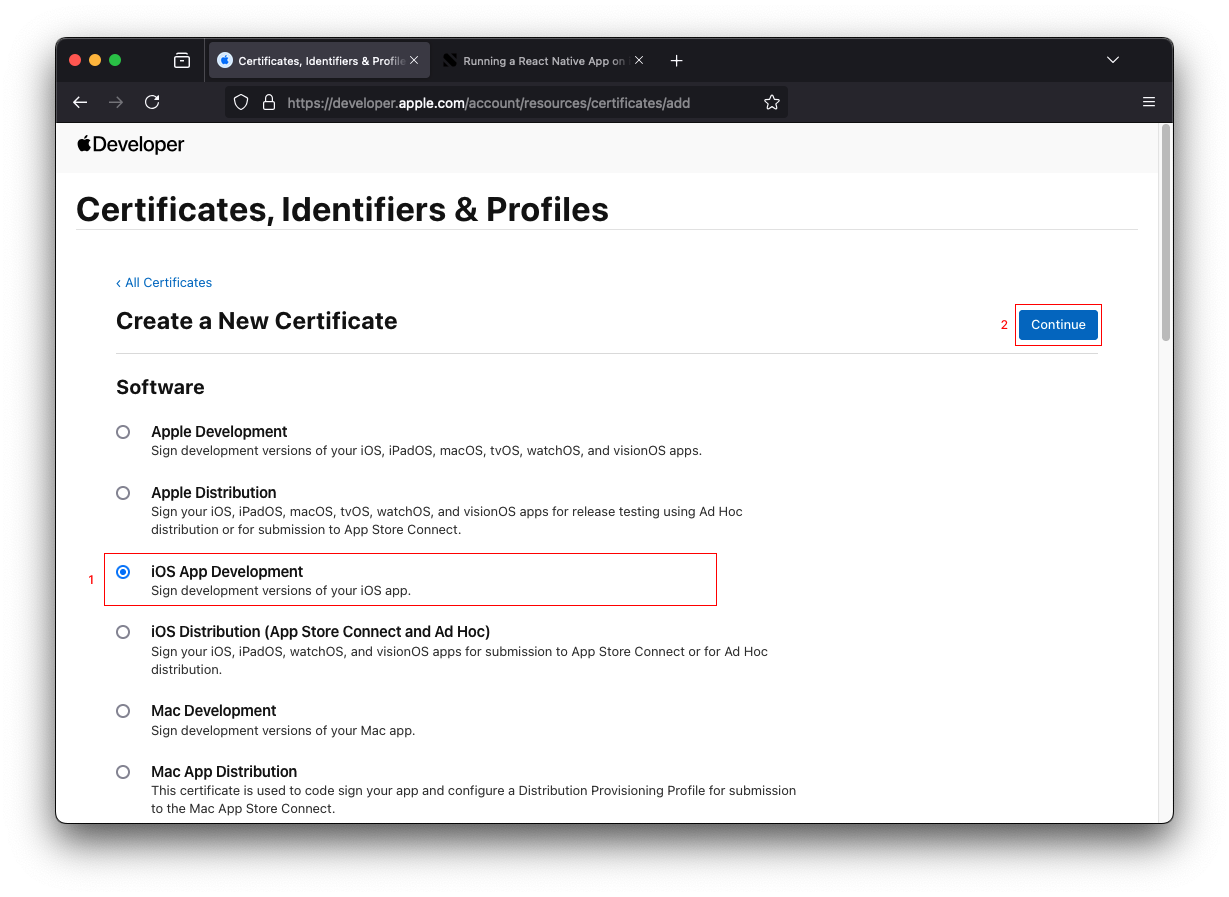 Certificates, Identifiers & Profile
Running a React Native App on
https://developer.apple.com/account/resources/certificates/add
Developer
Certificates, Identifiers & Profiles
‹ All Certificates
Create a New Certificate
2
Continue
Software
Apple Development
Sign development versions of your iOS, iPadOS, macOS, tvOS, watchOS, and visionOS apps.
Apple Distribution
Sign your iOS, iPadOS, macOS, tvOS, watchOS, and visionOS apps for release testing using Ad Hoc
distribution or for submission to App Store Connect.
1
iOS App Development
Sign development versions of your iOS app.
iOS Distribution (App Store Connect and Ad Hoc)
Sign your iOS, iPadOS, watchOS, and visionOS apps for submission to App Store Connect or for Ad Hoc
distribution.
Mac Development
Sign development versions of your Mac app.
Mac App Distribution
This certificate is used to code sign your app and configure a Distribution Provisioning Profile for submission
to the Mac App Store Connect.